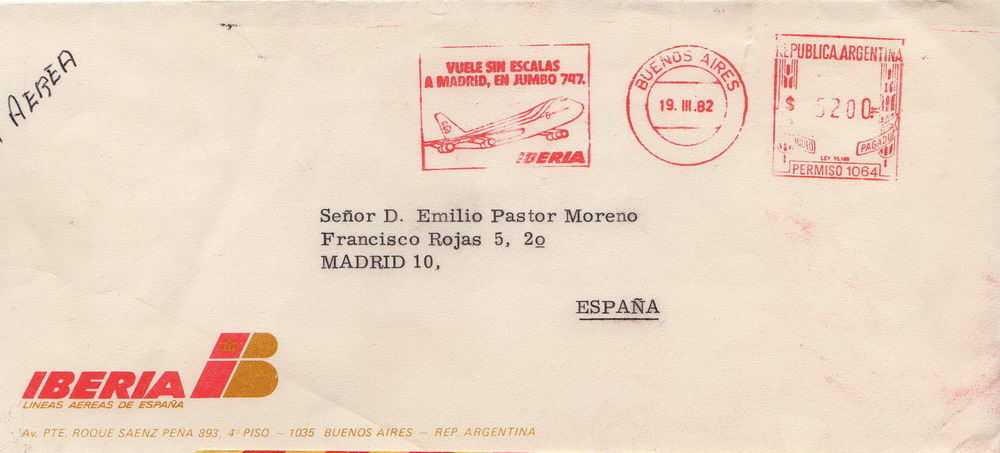 AEREA
VUELE SIN ESCALAS
A MADRID, EN JUMBO 747.
IBERIA
BUENOS AIRES
19. III.82
REPUBLICA ARGENTINA
$ 5200
PAGADO
LEY
PERMISO 1064
Señor D. Emilio Pastor Moreno
Francisco Rojas 5, 2o
MADRID 10,
ESPAÑA
IBERIA
LINEAS AEREAS DE ESPAÑA
Av. PTE. ROQUE SAENZ PEÑA 893, 4º PISO - 1035 BUENOS AIRES - REP. ARGENTINA